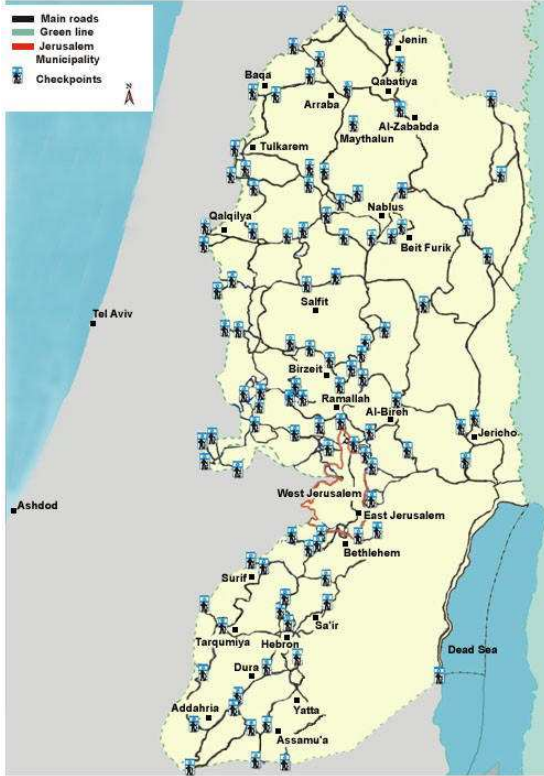 Main roads
Green line
Jerusalem
Municipality
Checkpoints
N
Jenin
Baqa
Qabatiya
Arraba
Al-Zababda
Maythalun
Tulkarem
Nablus
Qalqilya
Beit Furik
Salfit
Tel Aviv
Birzeit
Ramallah
Al-Bireh
Jericho
West Jerusalem
Ashdod
East Jerusalem
Bethlehem
Surif
Sa'ir
Tarqumiya
Hebron
Dead Sea
Dura
Addahria
Yatta
Assamu'a